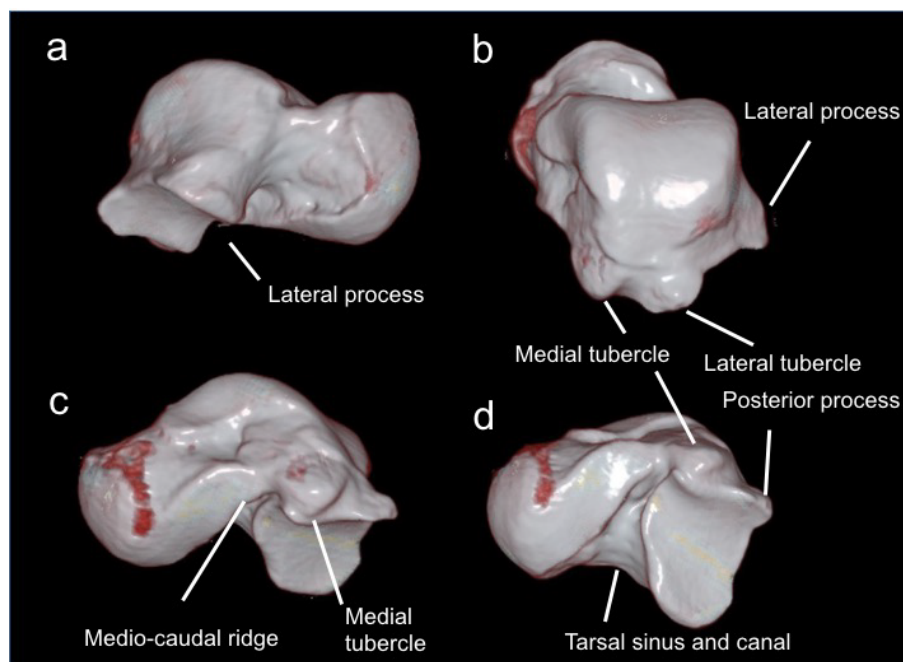 a
b
Lateral process
Lateral process
Medial tubercle
Lateral tubercle
Posterior process
c
d
Medio-caudal ridge
Medial
tubercle
Tarsal sinus and canal